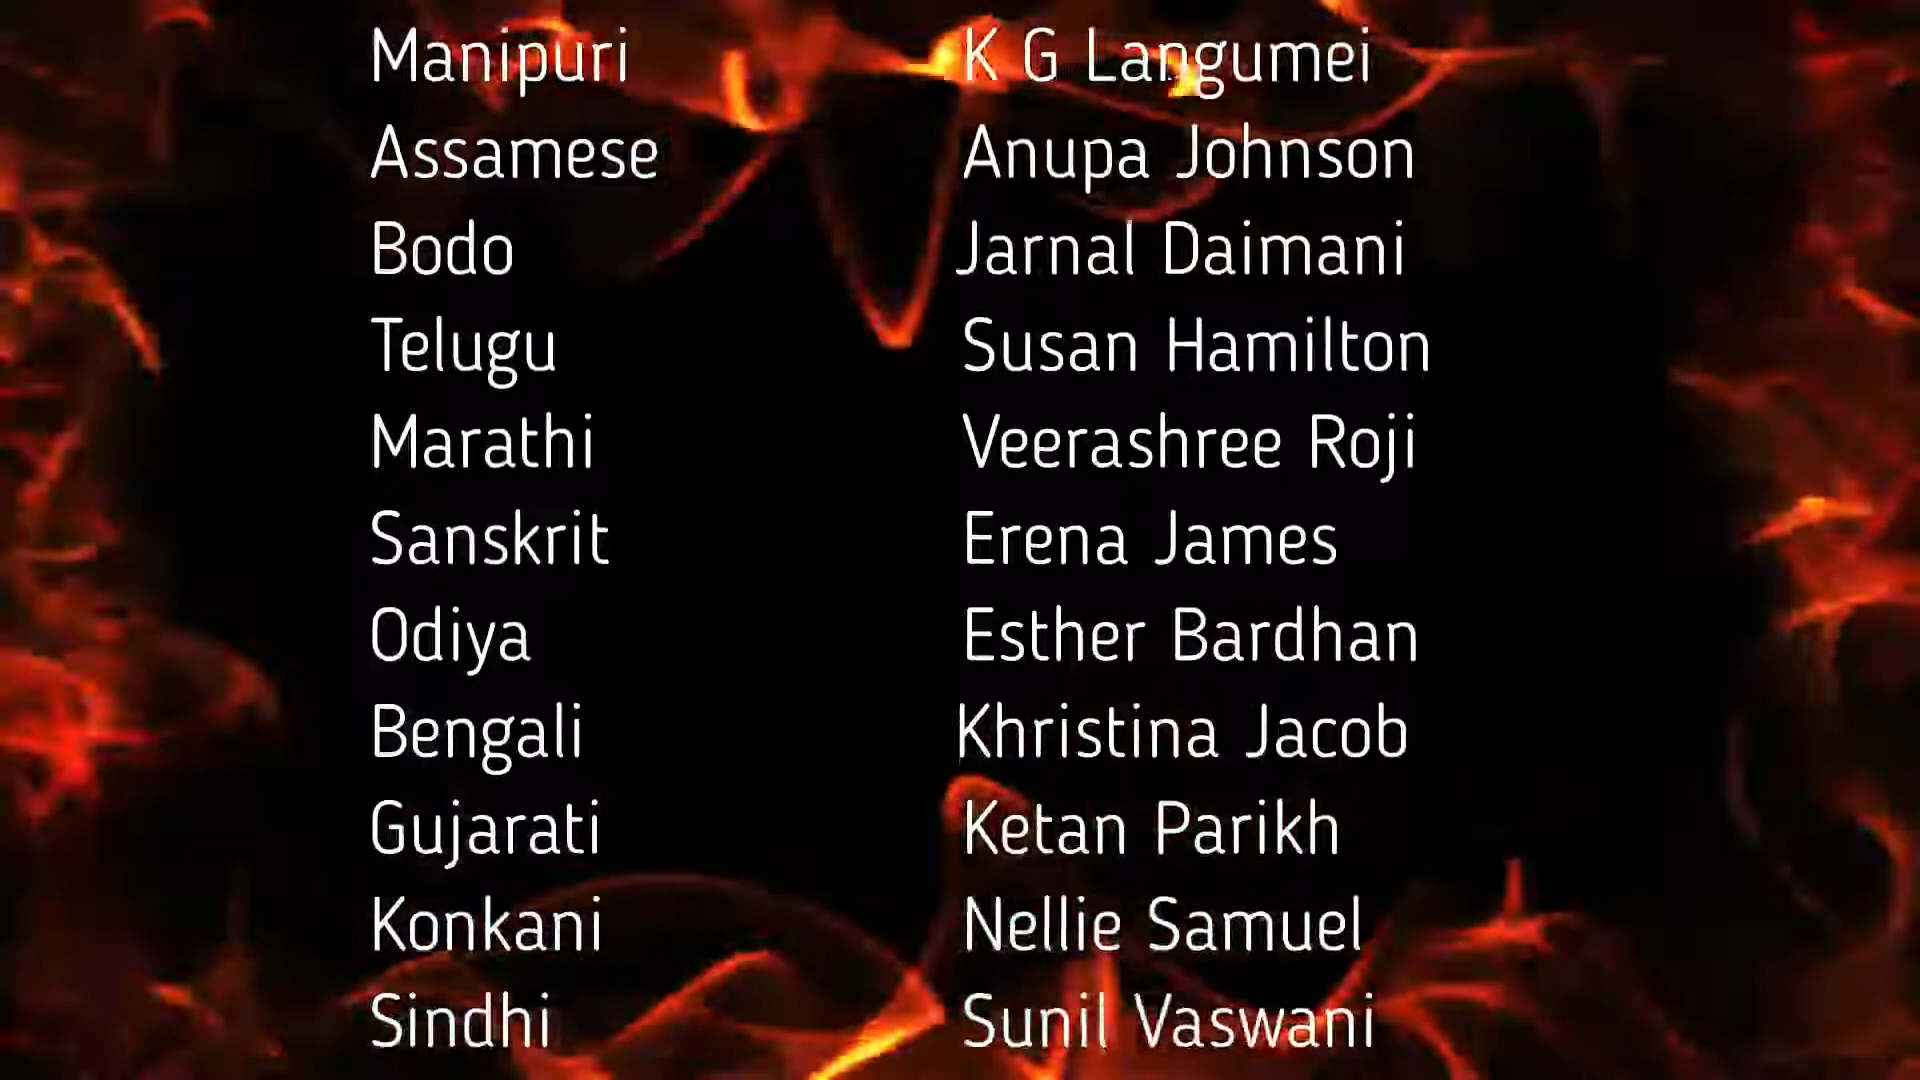 Manipuri K G Langumei
Assamese Anupa Johnson
Bodo Jarnal Daimani
Telugu Susan Hamilton
Marathi Veerashree Roji
Sanskrit Erena James
Odiya Esther Bardhan
Bengali Khristina Jacob
Gujarati Ketan Parikh
Konkani Nellie Samuel
Sindhi Sunil Vaswani